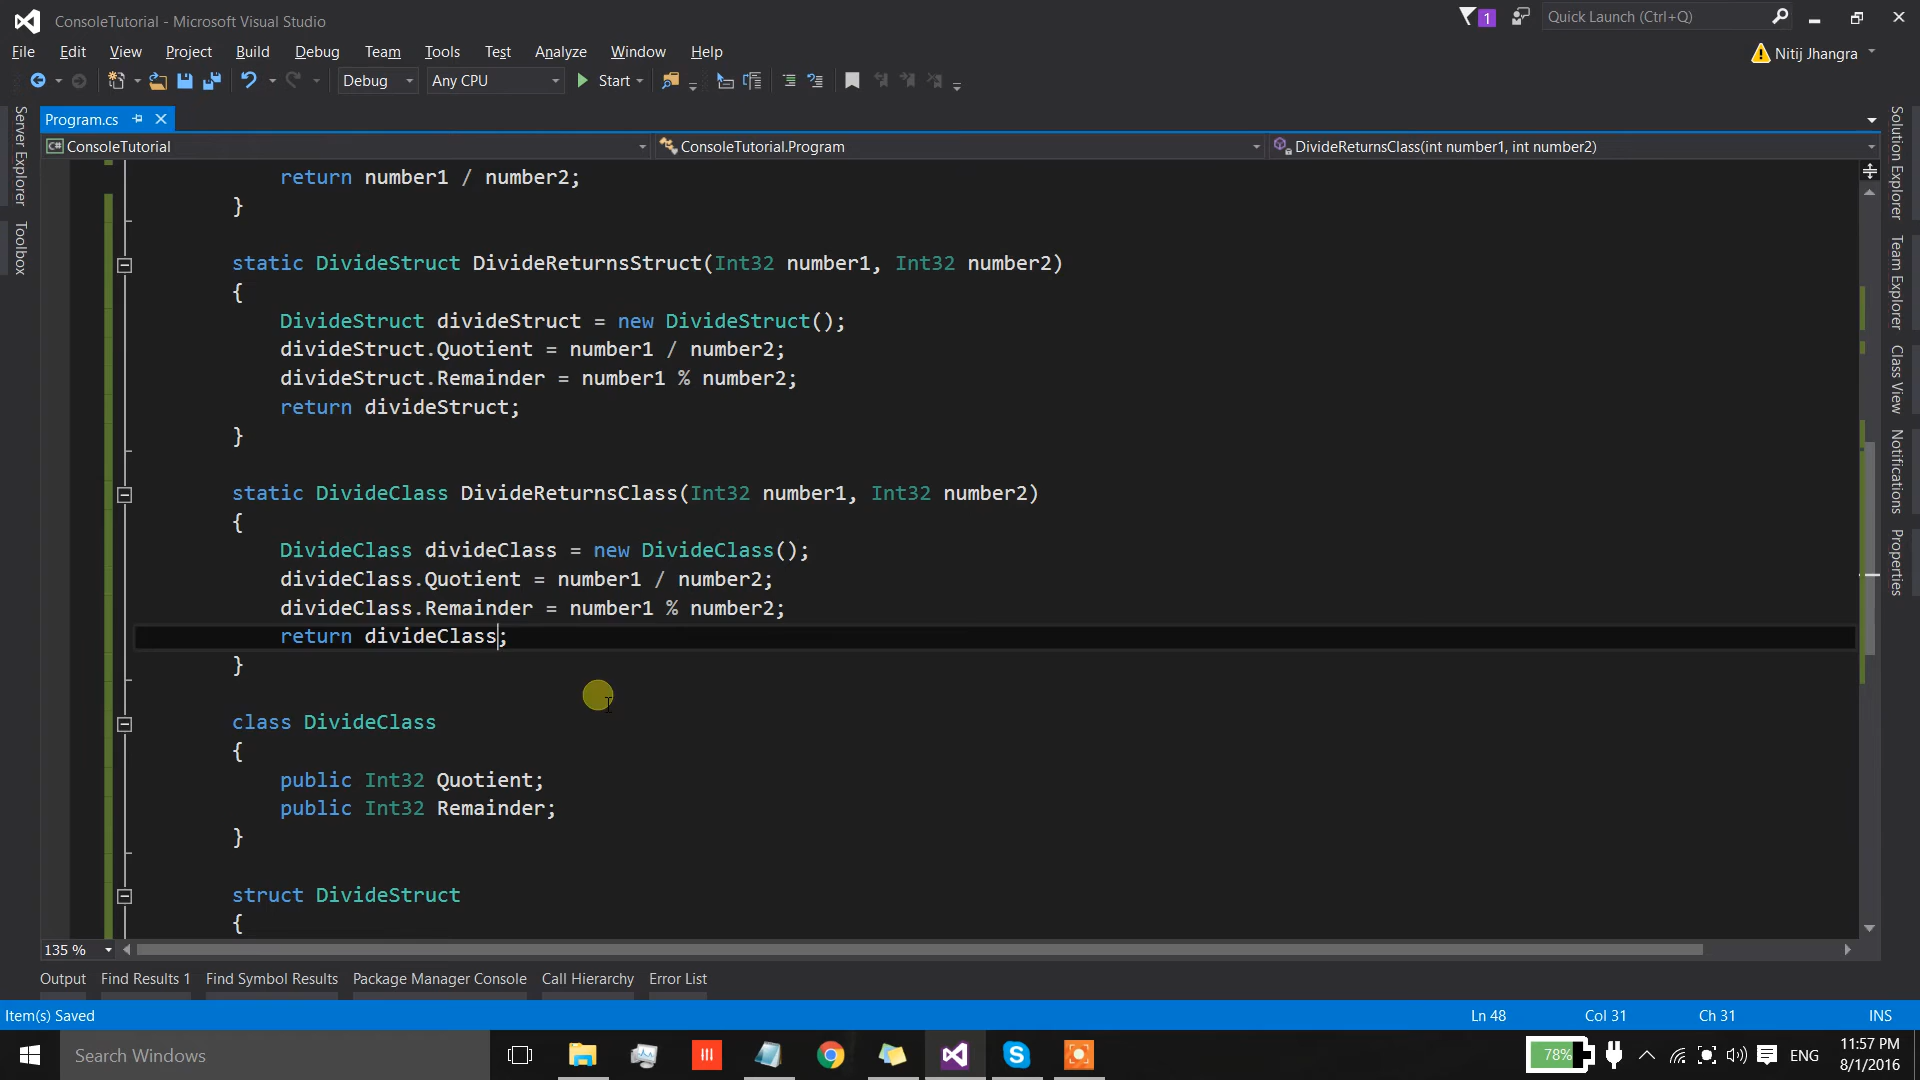 ConsoleTutorial - Microsoft Visual Studio
1
Quick Launch (Ctrl+Q)
File Edit View Project Build Debug Team Tools Test Analyze Window Help
Nitij Jhangra
Debug Any CPU Start
Program.cs
ConsoleTutorial ConsoleTutorial.Program DivideReturnsClass(int number1, int number2)
return number1 / number2;
}
static DivideStruct DivideReturnsStruct(Int32 number1, Int32 number2)
{
DivideStruct divideStruct = new DivideStruct();
divideStruct.Quotient = number1 / number2;
divideStruct.Remainder = number1 % number2;
return divideStruct;
}
static DivideClass DivideReturnsClass(Int32 number1, Int32 number2)
{
DivideClass divideClass = new DivideClass();
divideClass.Quotient = number1 / number2;
divideClass.Remainder = number1 % number2;
return divideClass;
}
class DivideClass
{
public Int32 Quotient;
public Int32 Remainder;
}
struct DivideStruct
{
Server Explorer
Toolbox
Solution Explorer
Team Explorer
Class View
Notifications
Properties
135 %
Output Find Results 1 Find Symbol Results Package Manager Console Call Hierarchy Error List
Item(s) Saved Ln 48 Col 31 Ch 31 INS
Search Windows
78%
ENG
11:57 PM
8/1/2016